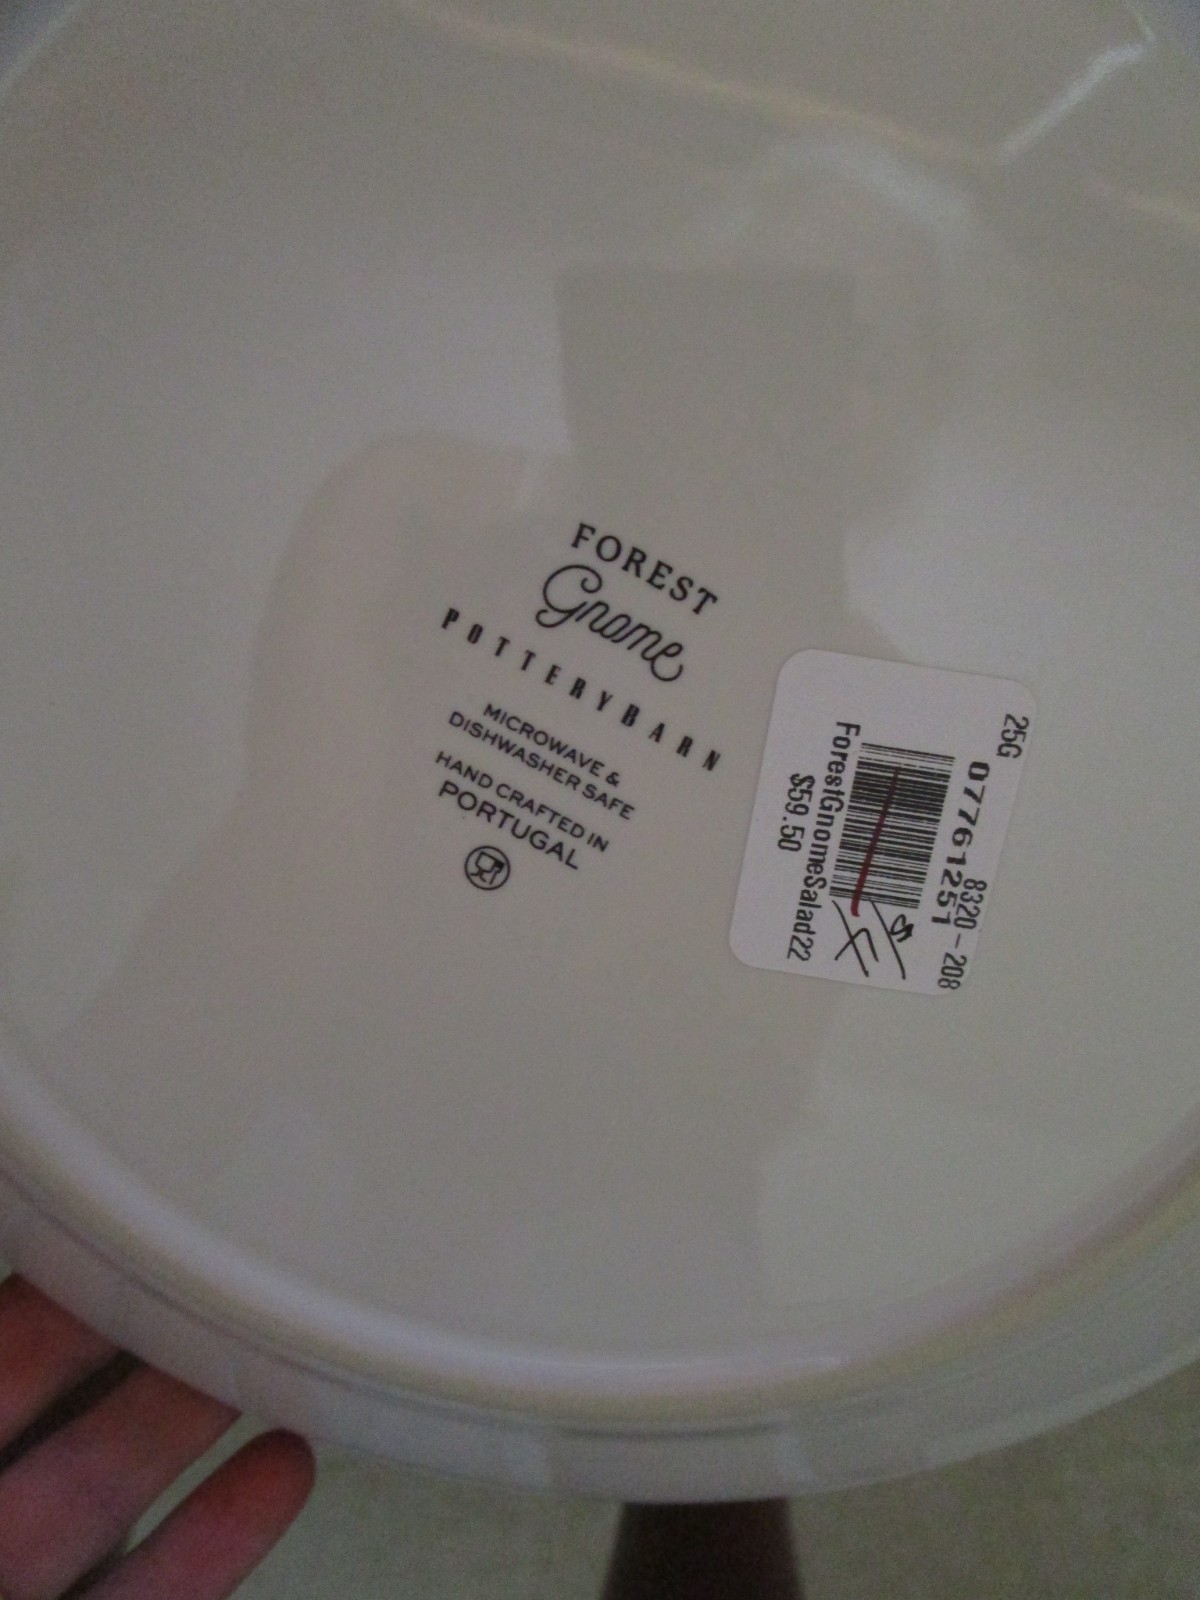 FOREST
Gnome
POTTERYBARN
MICROWAVE &
DISHWASHER SAFE
HAND CRAFTED IN
PORTUGAL
25G
8320-208
07761251
ForestGnomeSalad22
$59.50